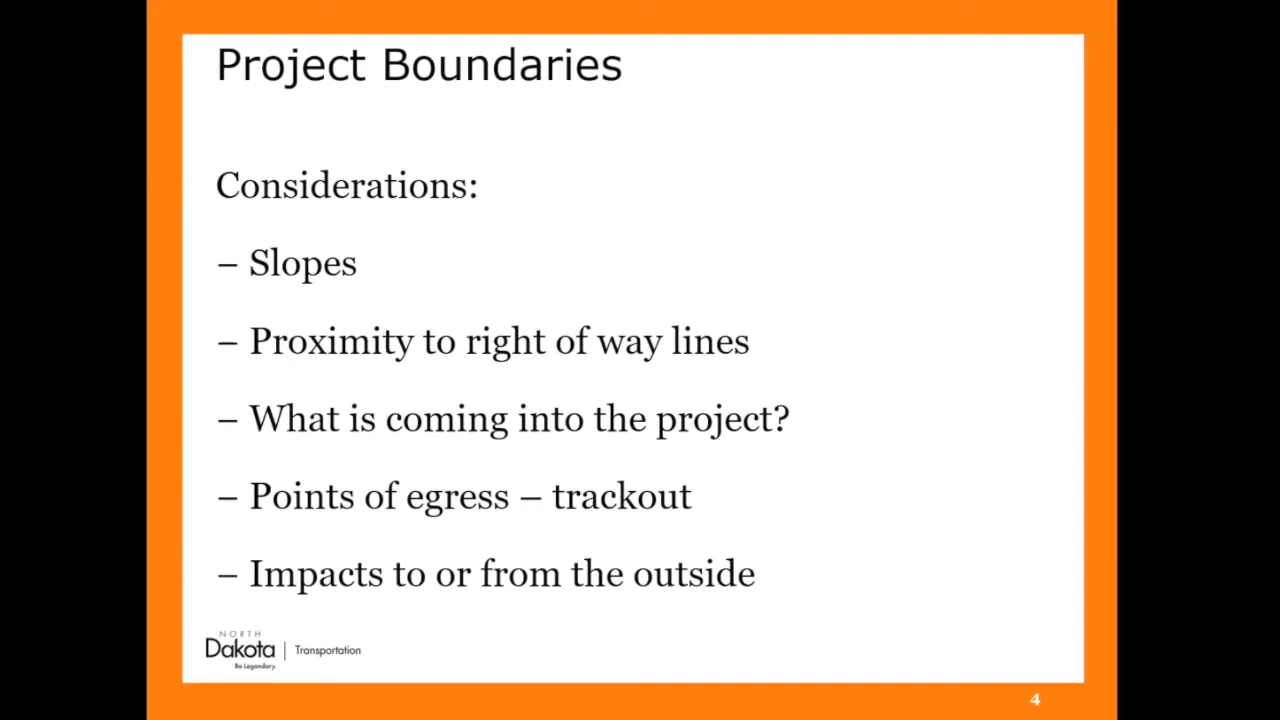 Project Boundaries
Considerations:
– Slopes
– Proximity to right of way lines
– What is coming into the project?
– Points of egress – trackout
– Impacts to or from the outside
NORTH
Dakota | Transportation
Be Legendary.
4